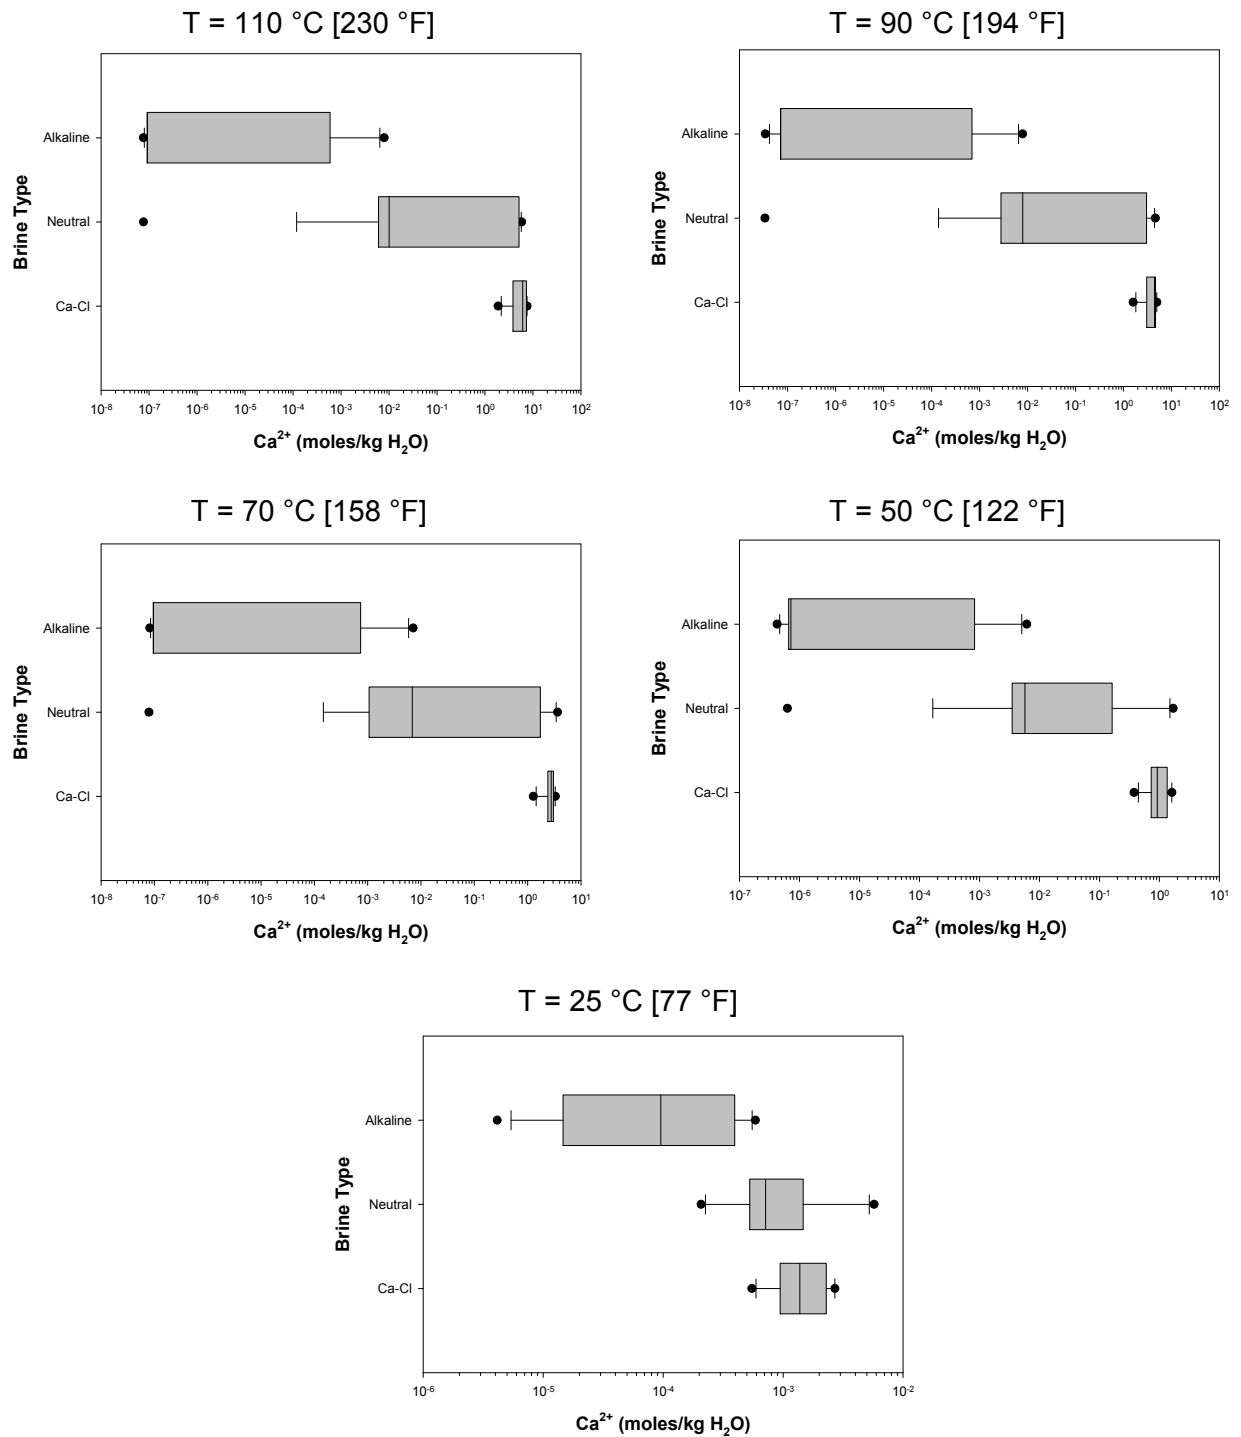 T = 110 °C [230 °F]
Alkaline
Neutral
Ca-Cl
Brine Type
10⁻⁸ 10⁻⁷ 10⁻⁶ 10⁻⁵ 10⁻⁴ 10⁻³ 10⁻² 10⁻¹ 10⁰ 10¹ 10²
Ca²⁺ (moles/kg H₂O)
T = 90 °C [194 °F]
Alkaline
Neutral
Ca-Cl
Brine Type
10⁻⁸ 10⁻⁷ 10⁻⁶ 10⁻⁵ 10⁻⁴ 10⁻³ 10⁻² 10⁻¹ 10⁰ 10¹ 10²
Ca²⁺ (moles/kg H₂O)
T = 70 °C [158 °F]
Alkaline
Neutral
Ca-Cl
Brine Type
10⁻⁸ 10⁻⁷ 10⁻⁶ 10⁻⁵ 10⁻⁴ 10⁻³ 10⁻² 10⁻¹ 10⁰ 10¹
Ca²⁺ (moles/kg H₂O)
T = 50 °C [122 °F]
Alkaline
Neutral
Ca-Cl
Brine Type
10⁻⁷ 10⁻⁶ 10⁻⁵ 10⁻⁴ 10⁻³ 10⁻² 10⁻¹ 10⁰ 10¹
Ca²⁺ (moles/kg H₂O)
T = 25 °C [77 °F]
Alkaline
Neutral
Ca-Cl
Brine Type
10⁻⁶ 10⁻⁵ 10⁻⁴ 10⁻³ 10⁻²
Ca²⁺ (moles/kg H₂O)